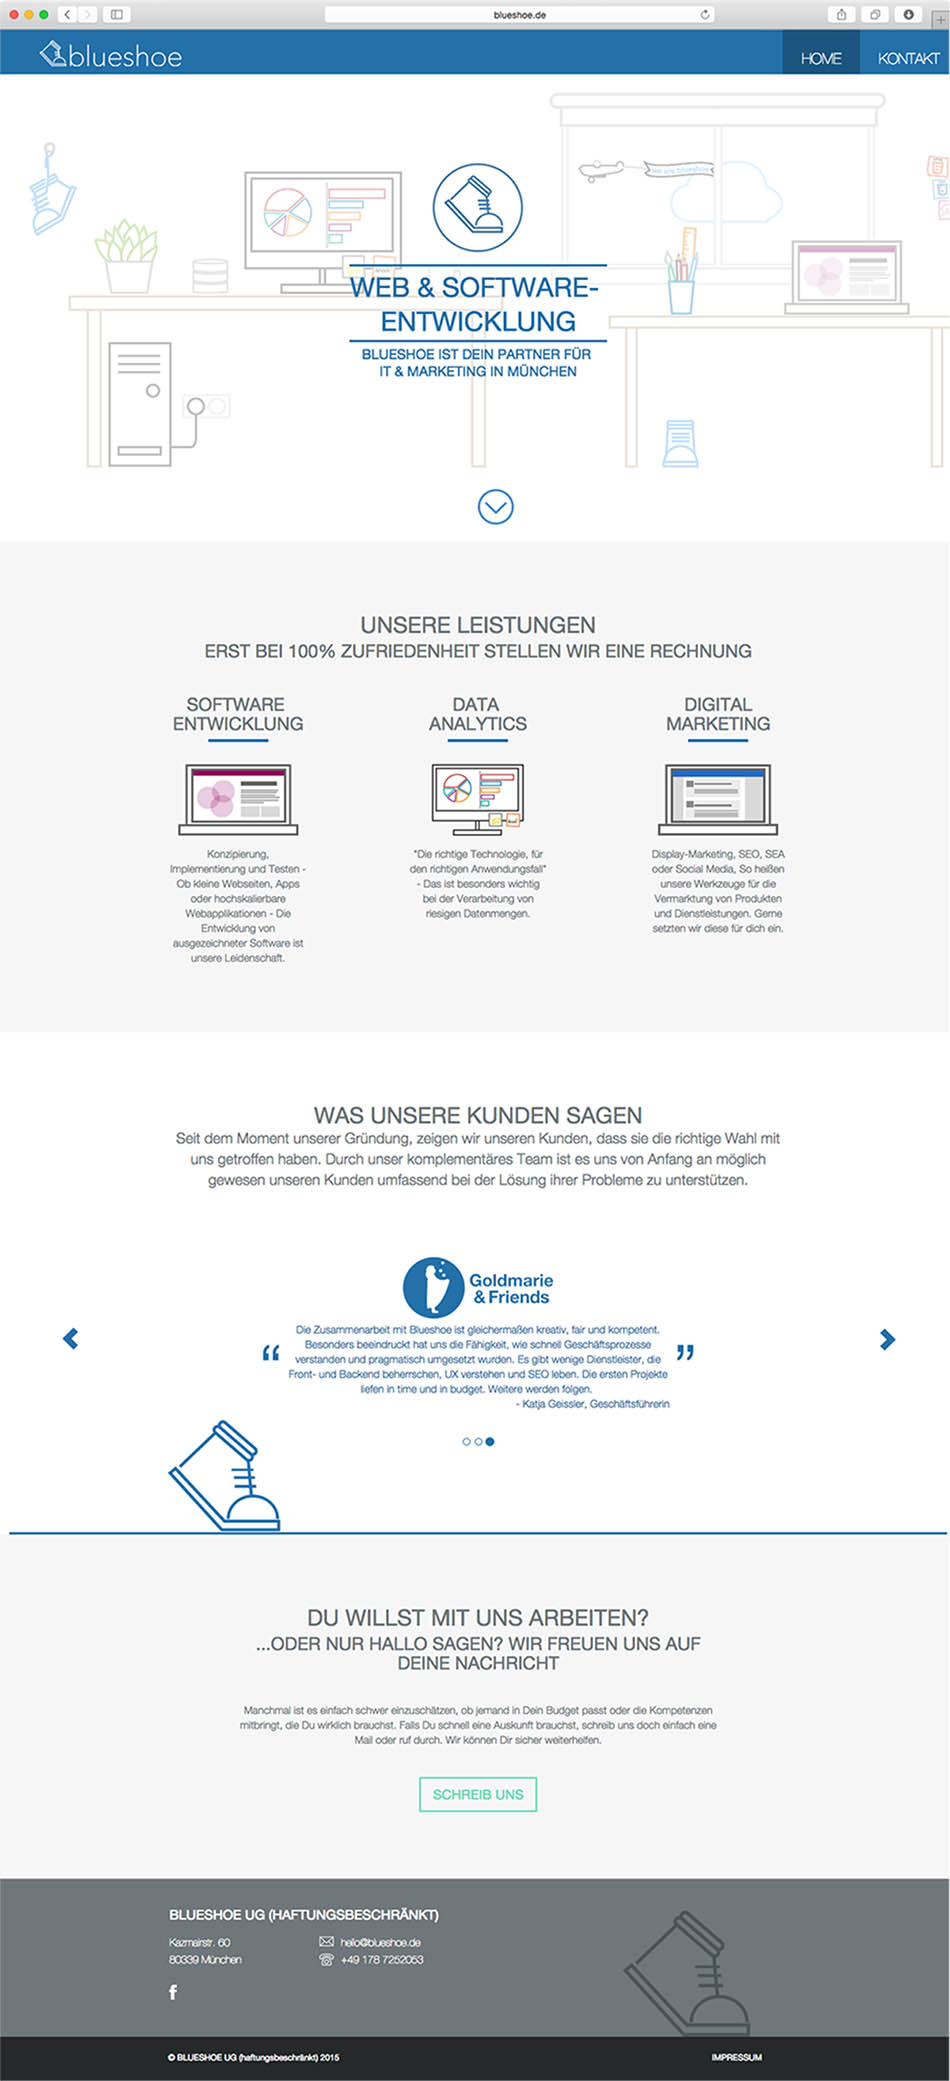 blueshoe.de
blueshoe
HOME
KONTAKT
we are blueshoe
WEB & SOFTWARE-
ENTWICKLUNG
BLUESHOE IST DEIN PARTNER FÜR
IT & MARKETING IN MÜNCHEN
UNSERE LEISTUNGEN
ERST BEI 100% ZUFRIEDENHEIT STELLEN WIR EINE RECHNUNG
SOFTWARE
ENTWICKLUNG
Konzipierung,
Implementierung und Testen -
Ob kleine Webseiten, Apps
oder hochskalierbare
Webapplikationen - Die
Entwicklung von
ausgezeichneter Software ist
unsere Leidenschaft.
DATA
ANALYTICS
"Die richtige Technologie, für
den richtigen Anwendungsfall"
- Das ist besonders wichtig
bei der Verarbeitung von
riesigen Datenmengen.
DIGITAL
MARKETING
Display-Marketing, SEO, SEA
oder Social Media, So heißen
unsere Werkzeuge für die
Vermarktung von Produkten
und Dienstleistungen. Gerne
setzten wir diese für dich ein.
WAS UNSERE KUNDEN SAGEN
Seit dem Moment unserer Gründung, zeigen wir unseren Kunden, dass sie die richtige Wahl mit
uns getroffen haben. Durch unser komplementäres Team ist es uns von Anfang an möglich
gewesen unseren Kunden umfassend bei der Lösung ihrer Probleme zu unterstützen.
Goldmarie
& Friends
“ Die Zusammenarbeit mit Blueshoe ist gleichermaßen kreativ, fair und kompetent.
Besonders beeindruckt hat uns die Fähigkeit, wie schnell Geschäftsprozesse
verstanden und pragmatisch umgesetzt wurden. Es gibt wenige Dienstleister, die
Front- und Backend beherrschen, UX verstehen und SEO leben. Die ersten Projekte
liefen in time und in budget. Weitere werden folgen. ”
- Katja Geissler, Geschäftsführerin
DU WILLST MIT UNS ARBEITEN?
...ODER NUR HALLO SAGEN? WIR FREUEN UNS AUF
DEINE NACHRICHT
Manchmal ist es einfach schwer einzuschätzen, ob jemand in Dein Budget passt oder die Kompetenzen
mitbringt, die Du wirklich brauchst. Falls Du schnell eine Auskunft brauchst, schreib uns doch einfach eine
Mail oder ruf durch. Wir können Dir sicher weiterhelfen.
SCHREIB UNS
BLUESHOE UG (HAFTUNGSBESCHRÄNKT)
Kazmairstr. 60
80339 München
hello@blueshoe.de
+49 178 7252053
f
© BLUESHOE UG (haftungsbeschränkt) 2015
IMPRESSUM